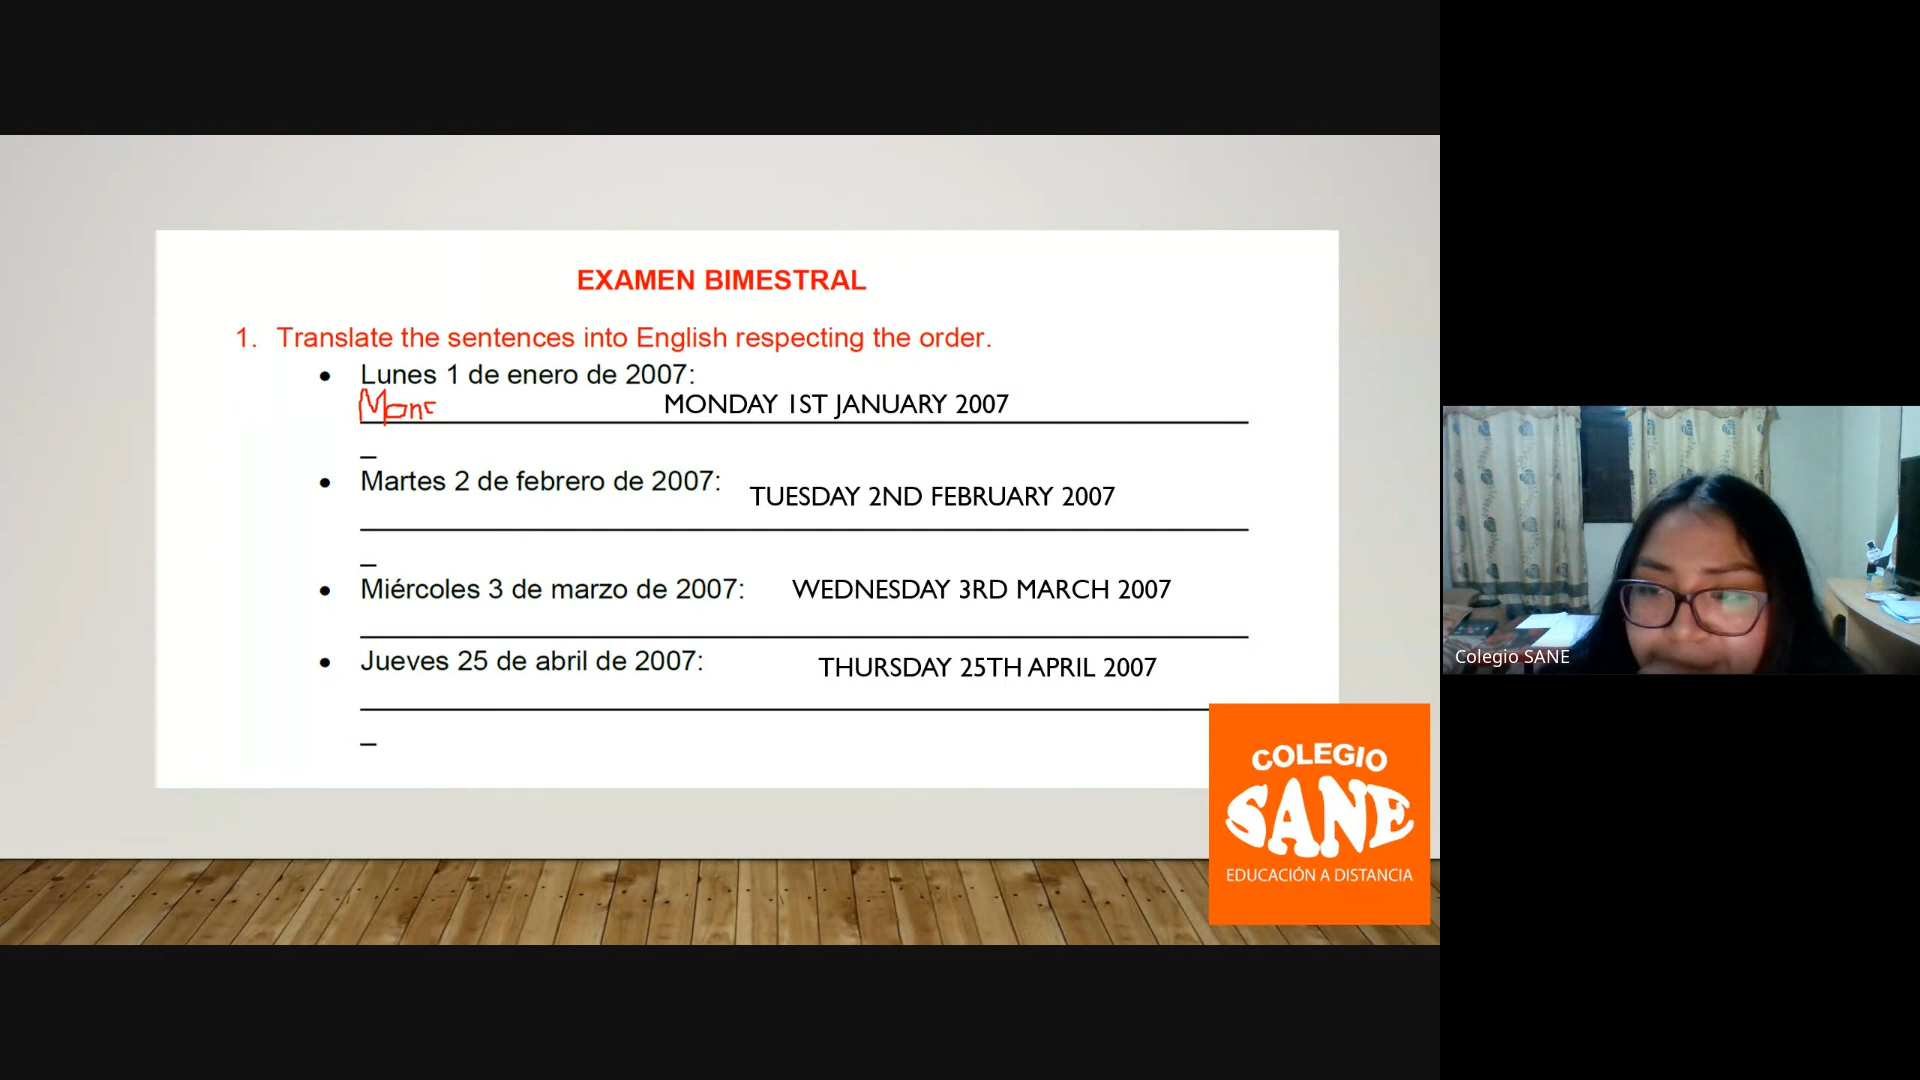 EXAMEN BIMESTRAL
1. Translate the sentences into English respecting the order.
• Lunes 1 de enero de 2007:
Mon MONDAY 1ST JANUARY 2007
• Martes 2 de febrero de 2007: TUESDAY 2ND FEBRUARY 2007
• Miércoles 3 de marzo de 2007: WEDNESDAY 3RD MARCH 2007
• Jueves 25 de abril de 2007: THURSDAY 25TH APRIL 2007
COLEGIO
SANE
EDUCACIÓN A DISTANCIA
Colegio SANE